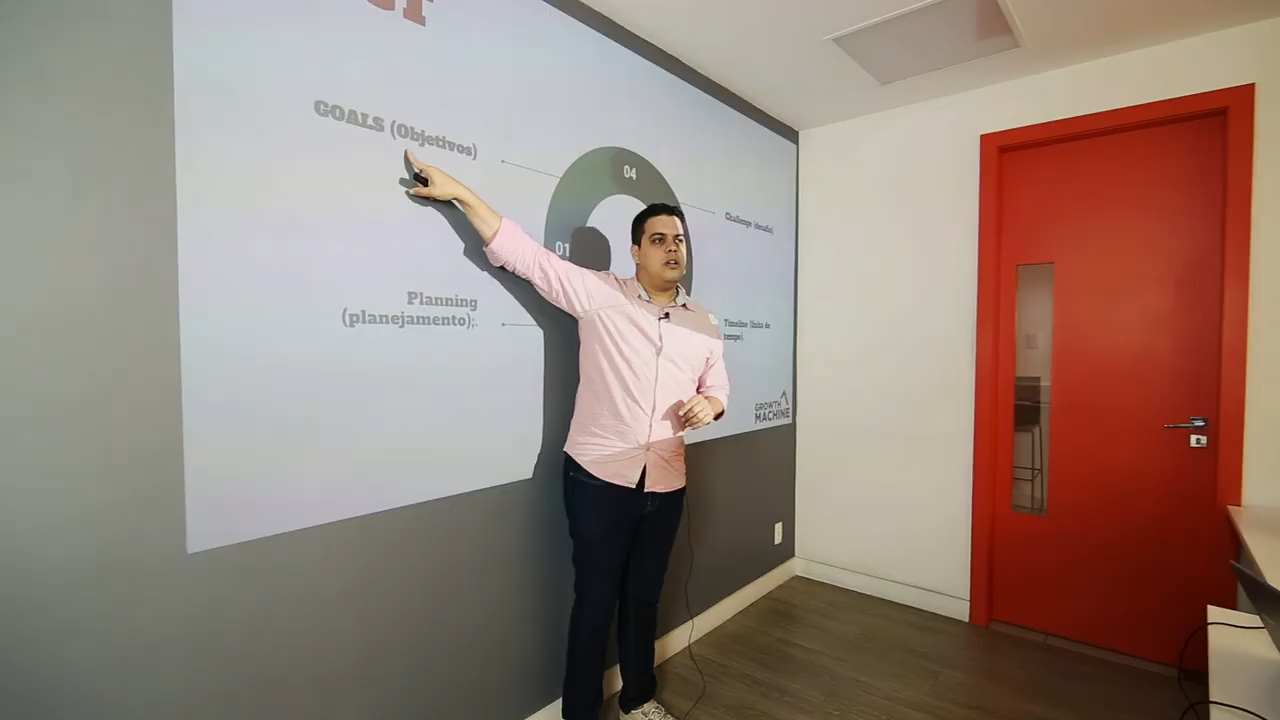 GOALS (Objetivos)
04
Challenge (desafio)
01
Planning
(planejamento);.
Timeline (linha de
tempo).
GROWTH
MACHINE